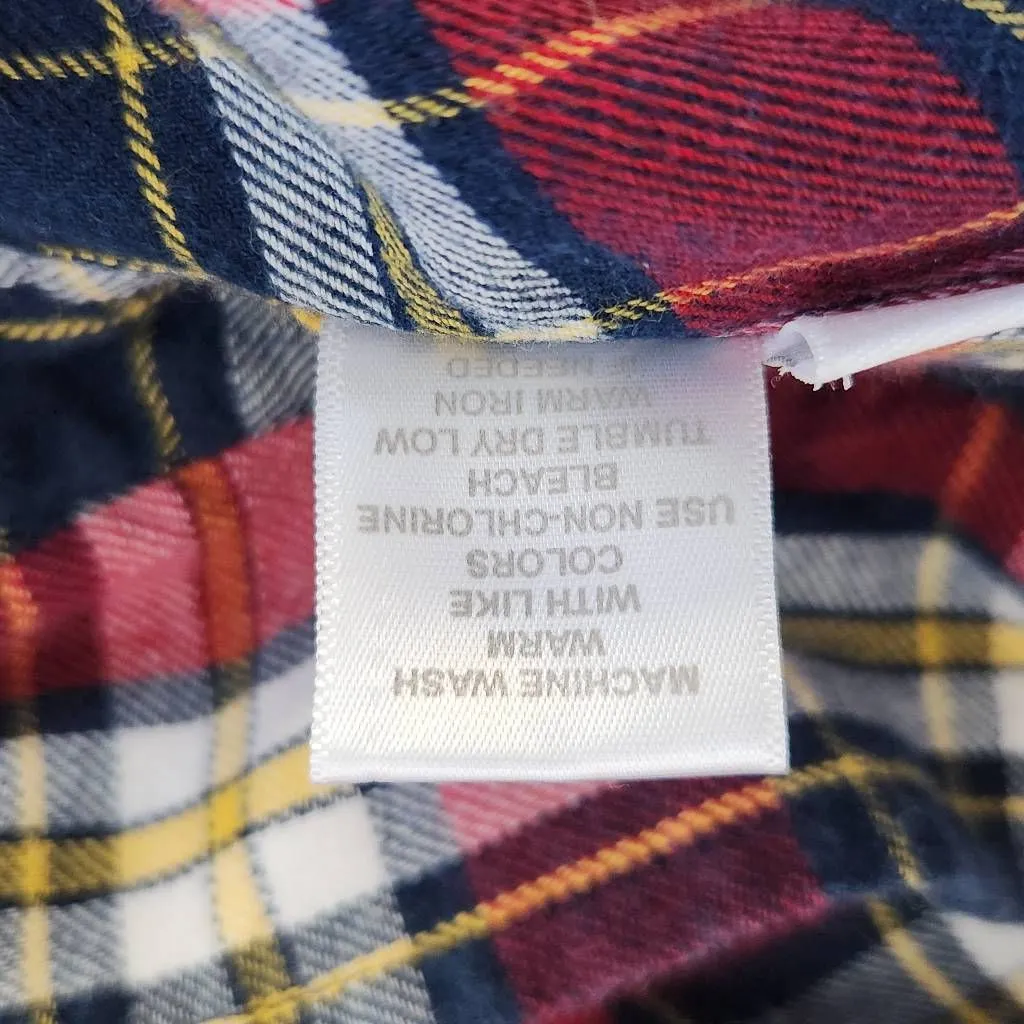 MACHINE WASH
WARM
WITH LIKE
COLORS
USE NON-CHLORINE
BLEACH
TUMBLE DRY LOW
WARM IRON
NEEDED